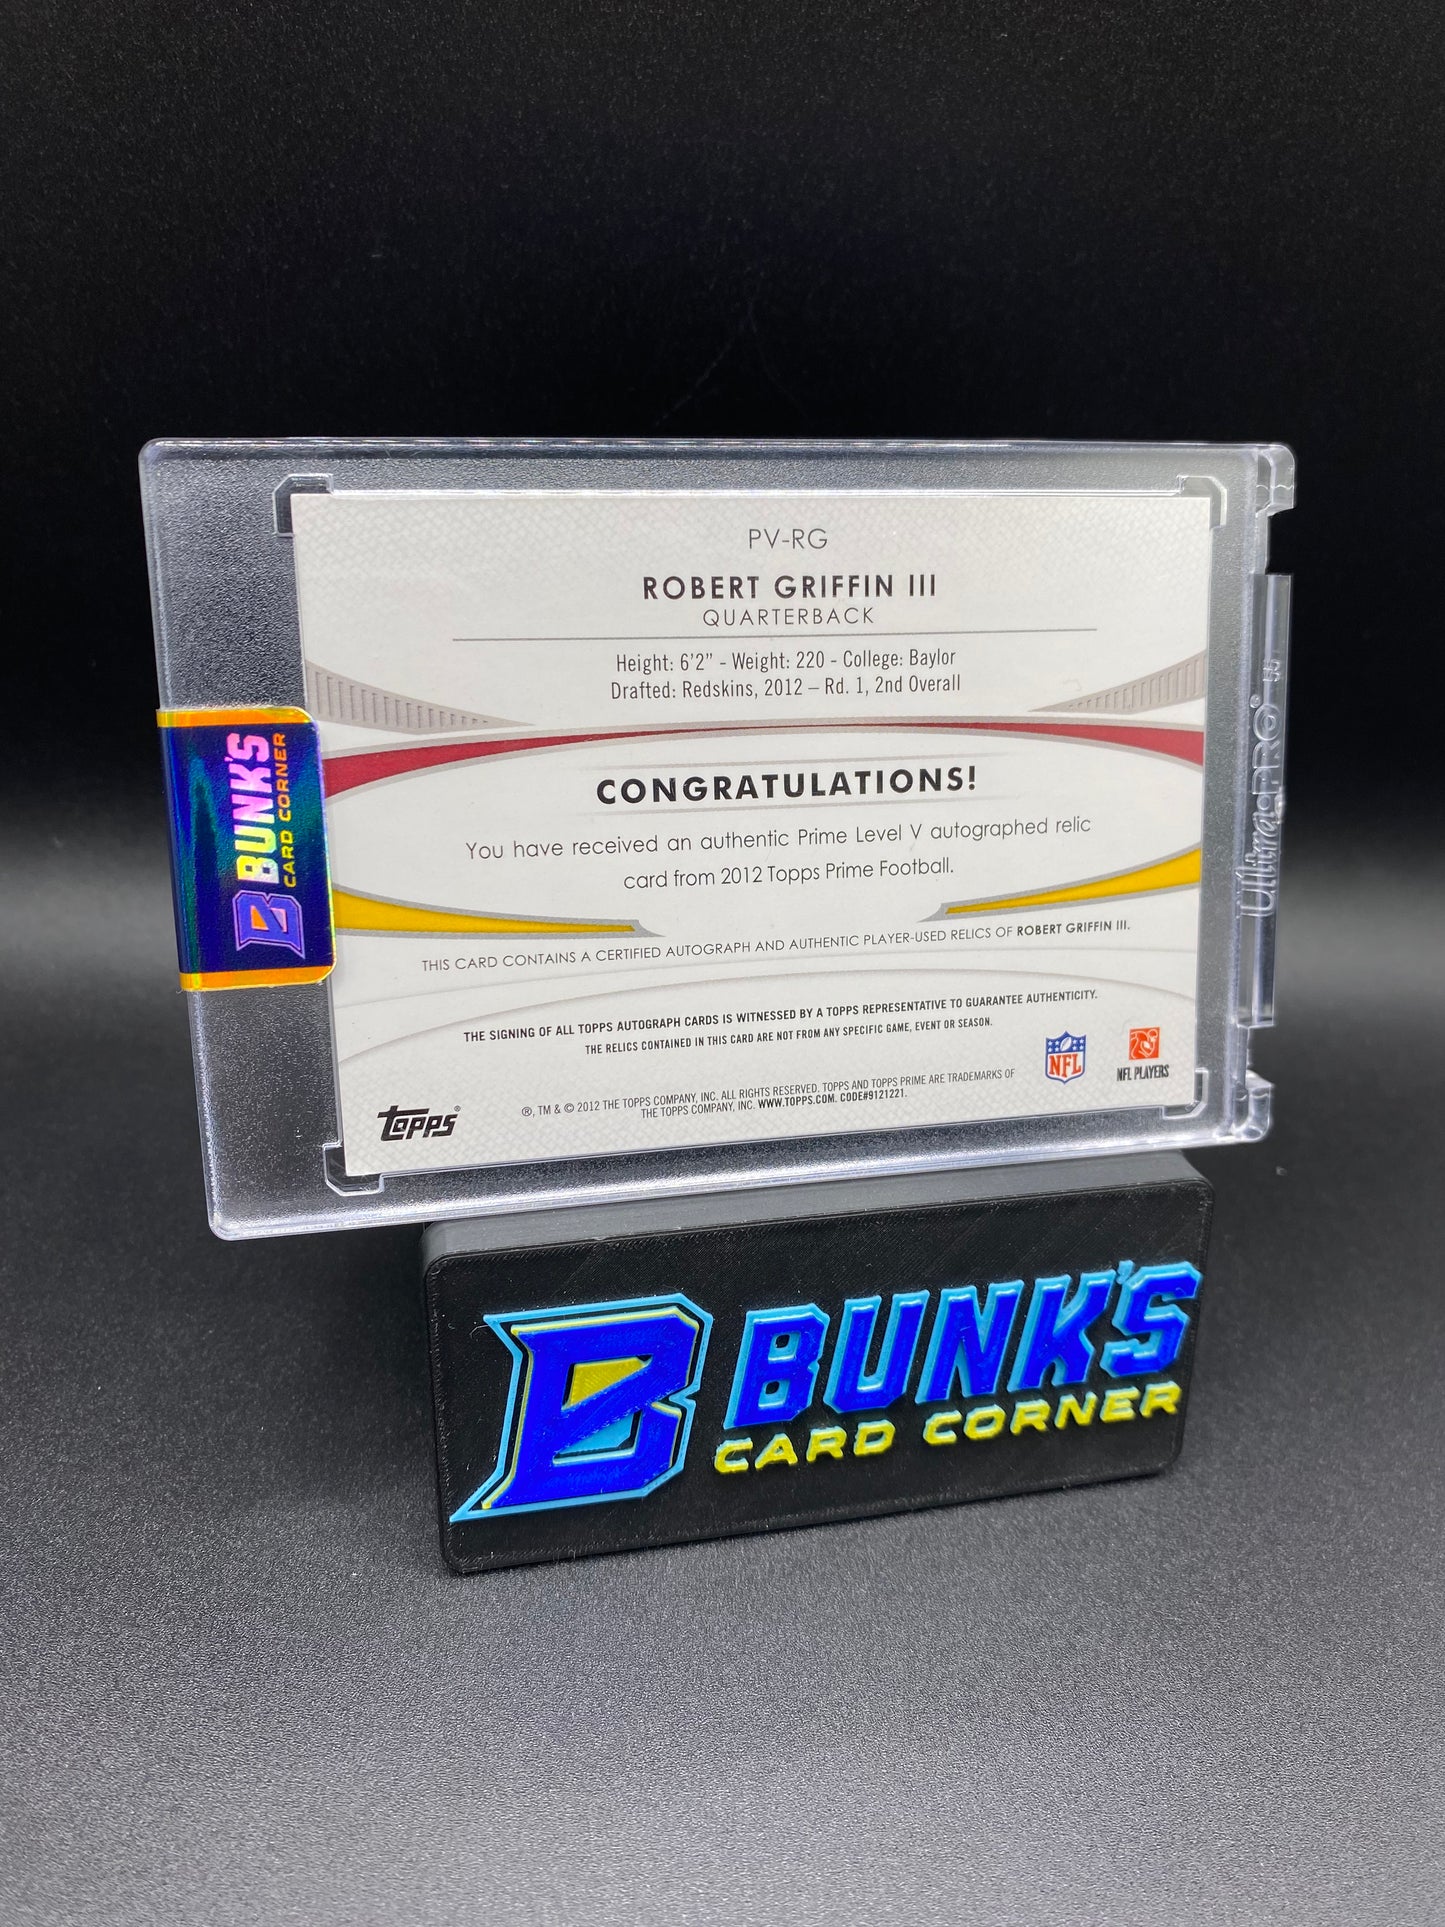 PV-RG
ROBERT GRIFFIN III
QUARTERBACK
Height: 6'2" - Weight: 220 - College: Baylor
Drafted: Redskins, 2012 – Rd. 1, 2nd Overall
CONGRATULATIONS!
You have received an authentic Prime Level V autographed relic
card from 2012 Topps Prime Football.
THIS CARD CONTAINS A CERTIFIED AUTOGRAPH AND AUTHENTIC PLAYER-USED RELICS OF ROBERT GRIFFIN III.
THE SIGNING OF ALL TOPPS AUTOGRAPH CARDS IS WITNESSED BY A TOPPS REPRESENTATIVE TO GUARANTEE AUTHENTICITY.
THE RELICS CONTAINED IN THIS CARD ARE NOT FROM ANY SPECIFIC GAME, EVENT OR SEASON.
NFL
NFL PLAYERS
Topps®
®, TM & © 2012 THE TOPPS COMPANY, INC. ALL RIGHTS RESERVED. TOPPS AND TOPPS PRIME ARE TRADEMARKS OF
THE TOPPS COMPANY, INC. WWW.TOPPS.COM. CODE#9121221.
B BUNK'S
CARD CORNER
Ultra PRO® 55
B BUNK'S
CARD CORNER